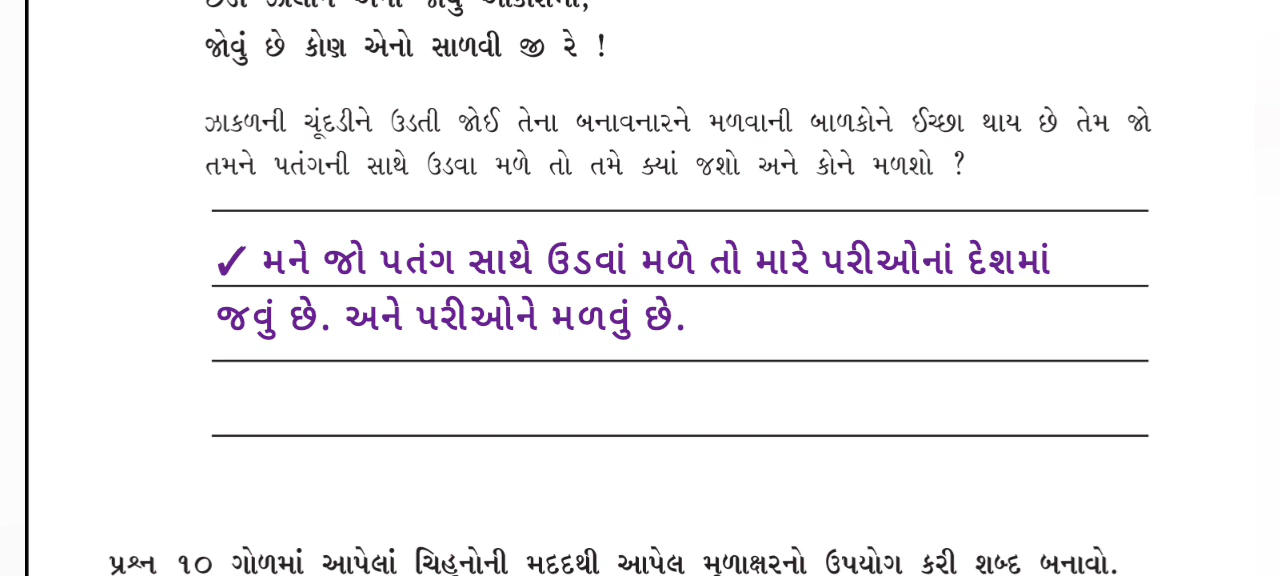 જોવું છે કોણ એનો સાળવી જી રે !
ઝાકળની ચૂંદડીને ઉડતી જોઈ તેના બનાવનારને મળવાની બાળકોને ઈચ્છા થાય છે તેમ જો
તમને પતંગની સાથે ઉડવા મળે તો તમે ક્યાં જશો અને કોને મળશો ?
✓ મને જો પતંગ સાથે ઉડવાં મળે તો મારે પરીઓનાં દેશમાં
જવું છે. અને પરીઓને મળવું છે.
પ્રશ્ન ૧૦ ગોળમાં આપેલાં ચિહ્નોની મદદથી આપેલ મૂળાક્ષરનો ઉપયોગ કરી શબ્દ બનાવો.